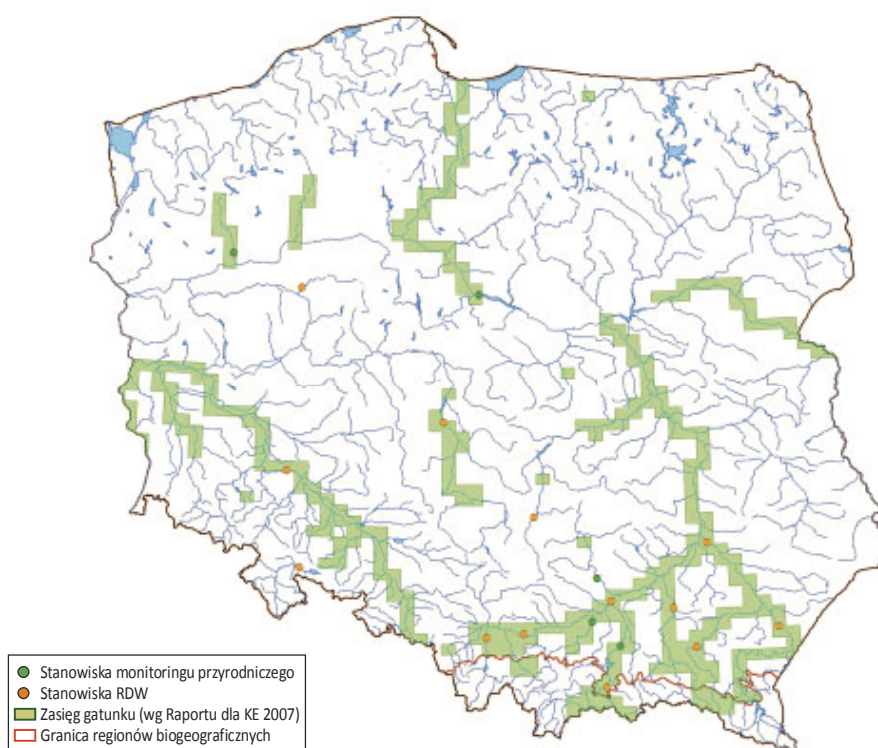 Stanowiska monitoringu przyrodniczego
Stanowiska RDW
Zasięg gatunku (wg Raportu dla KE 2007)
Granica regionów biogeograficznych